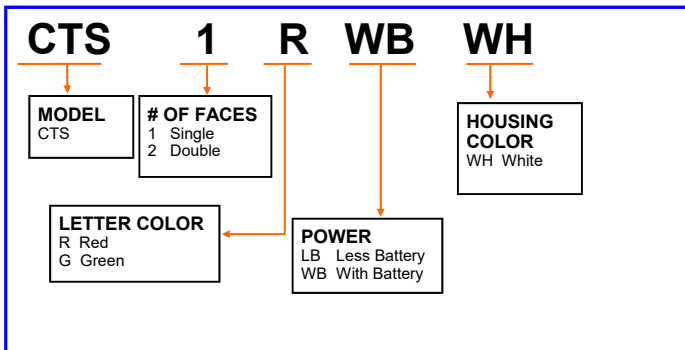 CTS 1 R WB WH
MODEL
CTS
# OF FACES
1 Single
2 Double
HOUSING
COLOR
WH White
LETTER COLOR
R Red
G Green
POWER
LB Less Battery
WB With Battery